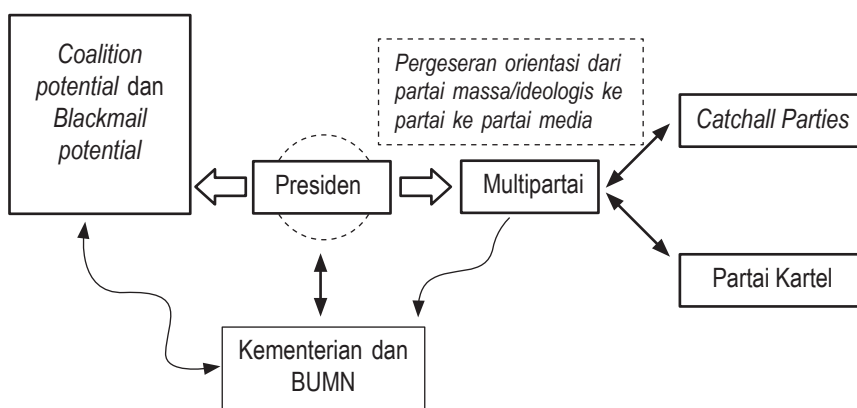 Coalition
potential dan
Blackmail
potential
Pergeseran orientasi dari
partai massa/ideologis ke
partai ke partai media
Catchall Parties
Presiden
Multipartai
Partai Kartel
Kementerian dan
BUMN